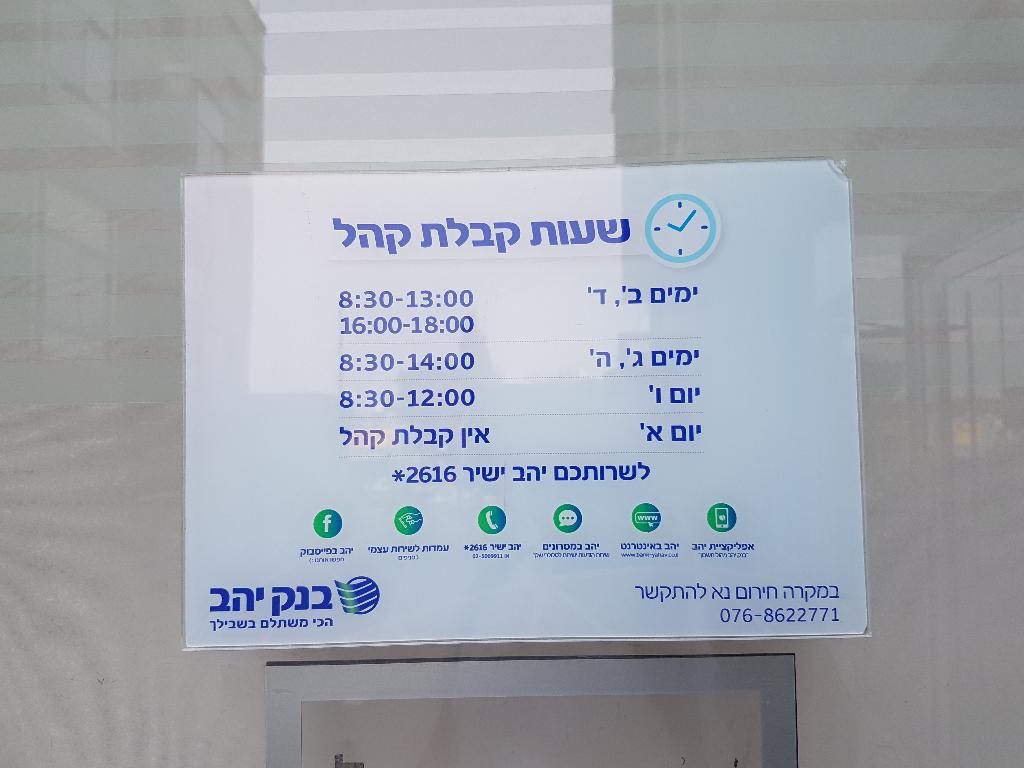 שעות קבלת קהל
ימים ב', ד' 8:30-13:00
16:00-18:00
ימים ג', ה' 8:30-14:00
יום ו' 8:30-12:00
יום א' אין קבלת קהל
לשרותכם יהב ישיר 2616*
אפליקציית יהב
יהב באינטרנט
יהב במסרונים
יהב ישיר 2616*
עמדות לשירות עצמי
יהב בפייסבוק
בנק יהב
הכי משתלם בשבילך
במקרה חירום נא להתקשר
076-8622771